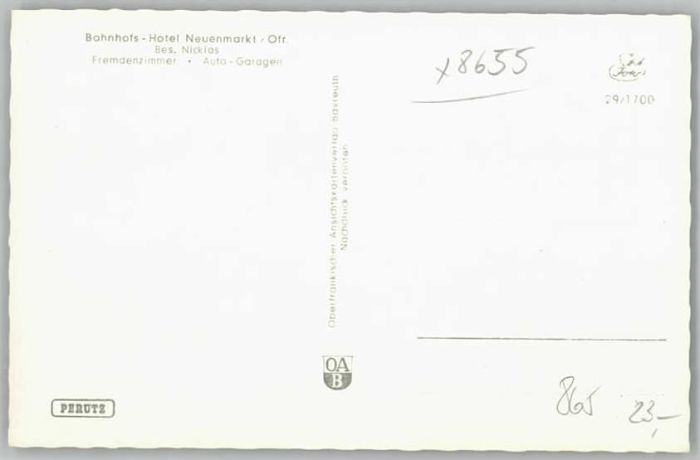 Bahnhofs-Hotel Neuenmarkt/Ofr.
Bes. Nicklas
Fremdenzimmer • Auto-Garagen
x8655
29/1700
Oberfränkischer Ansichtskartenverlag Bayreuth
Nachdruck verboten
OA
B
PERUTZ
865 23,-